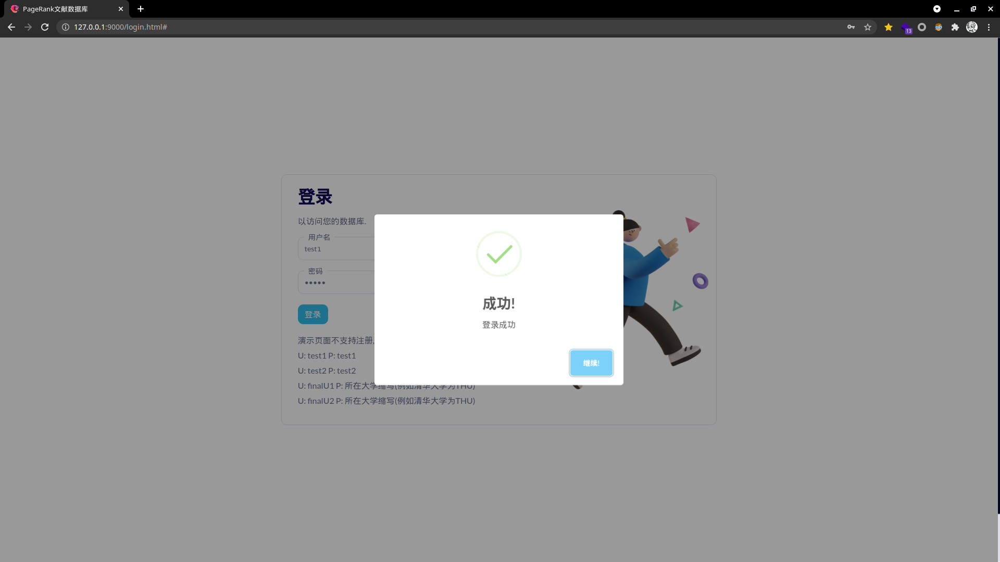 PageRank文献数据库
127.0.0.1:9000/login.html#
13
登录
以访问您的数据库.
用户名
test1
密码
•••••
登录
演示页面不支持注册,
U: test1 P: test1
U: test2 P: test2
U: finalU1 P: 所在大学缩写(例如清华大学为THU)
U: finalU2 P: 所在大学缩写(例如清华大学为THU)
成功!
登录成功
继续!